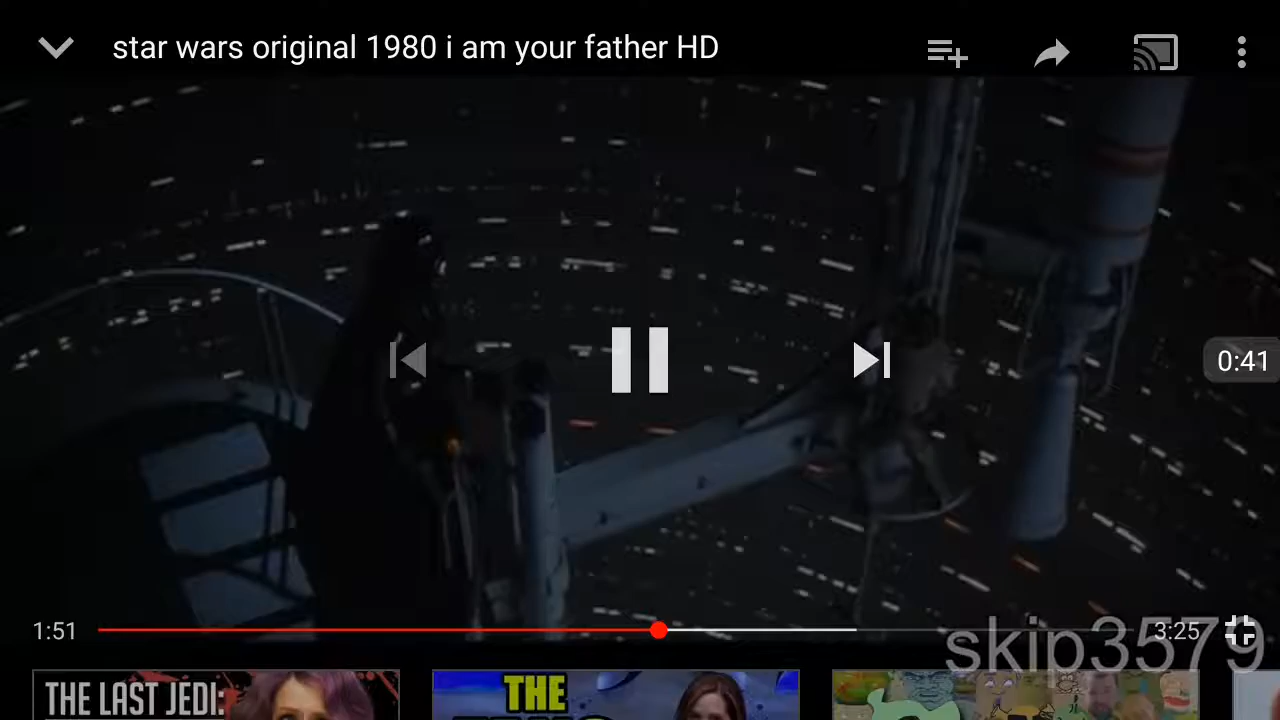 star wars original 1980 i am your father HD
0:41
1:51
3:25
skip3579
THE LAST JEDI:
THE